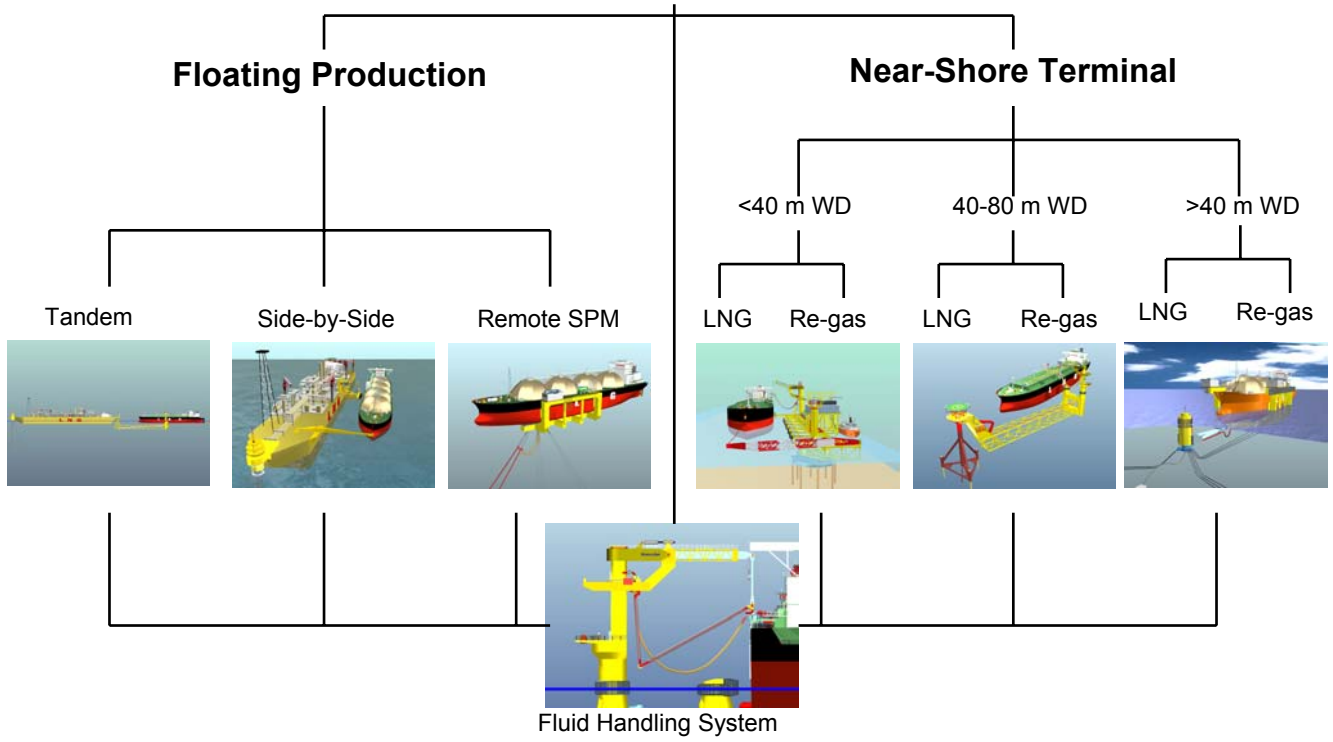 Floating Production
Near-Shore Terminal
<40 m WD
40-80 m WD
>40 m WD
Tandem
Side-by-Side
Remote SPM
LNG
Re-gas
LNG
Re-gas
LNG
Re-gas
Fluid Handling System